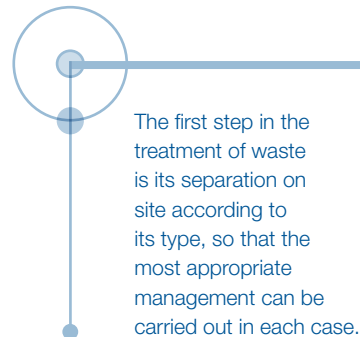 The first step in the
treatment of waste
is its separation on
site according to
its type, so that the
most appropriate
management can be
carried out in each case.